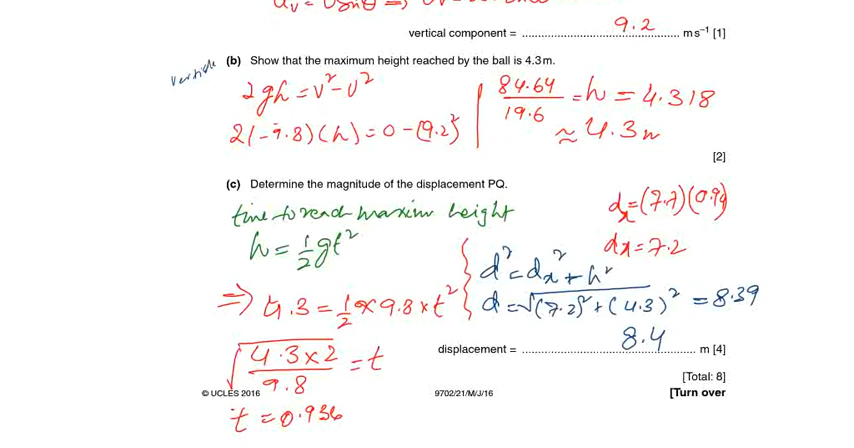 vertical component = ........ 9.2 ........ m s⁻¹ [1]
vertical
(b) Show that the maximum height reached by the ball is 4.3 m.
2gh = v² - u²
2(-9.8)(h) = 0 - (9.2)²
84.64/19.6 = h = 4.318
≈ 4.3 m
[2]
(c) Determine the magnitude of the displacement PQ.
time to reach maximum height
h = 1/2 gt²
⇒ 4.3 = 1/2 × 9.8 × t²
√(4.3 × 2 / 9.8) = t
t = 0.936
dx = (7.7)(0.94)
dx = 7.2
d² = dx² + h²
d = √(7.2)² + (4.3)² = 8.39
displacement = ........ 8.4 ........ m [4]
[Total: 8]
© UCLES 2016
9702/21/M/J/16
[Turn over